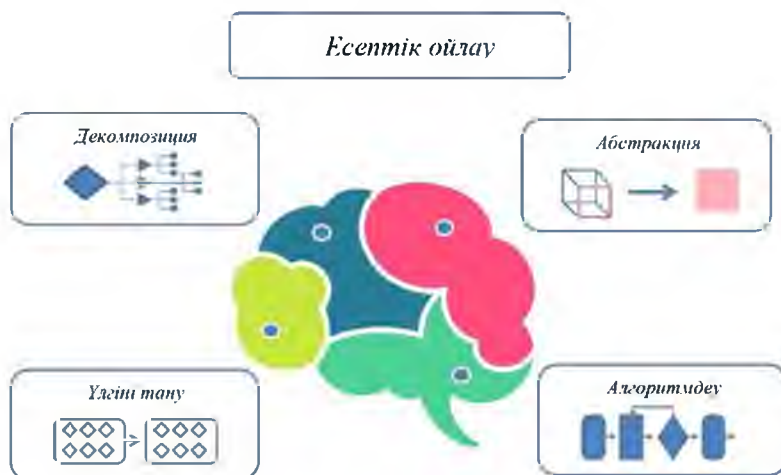 Есептік ойлау
Декомпозиция
Абстракция
Үлгіні тану
Алгоритмдеу